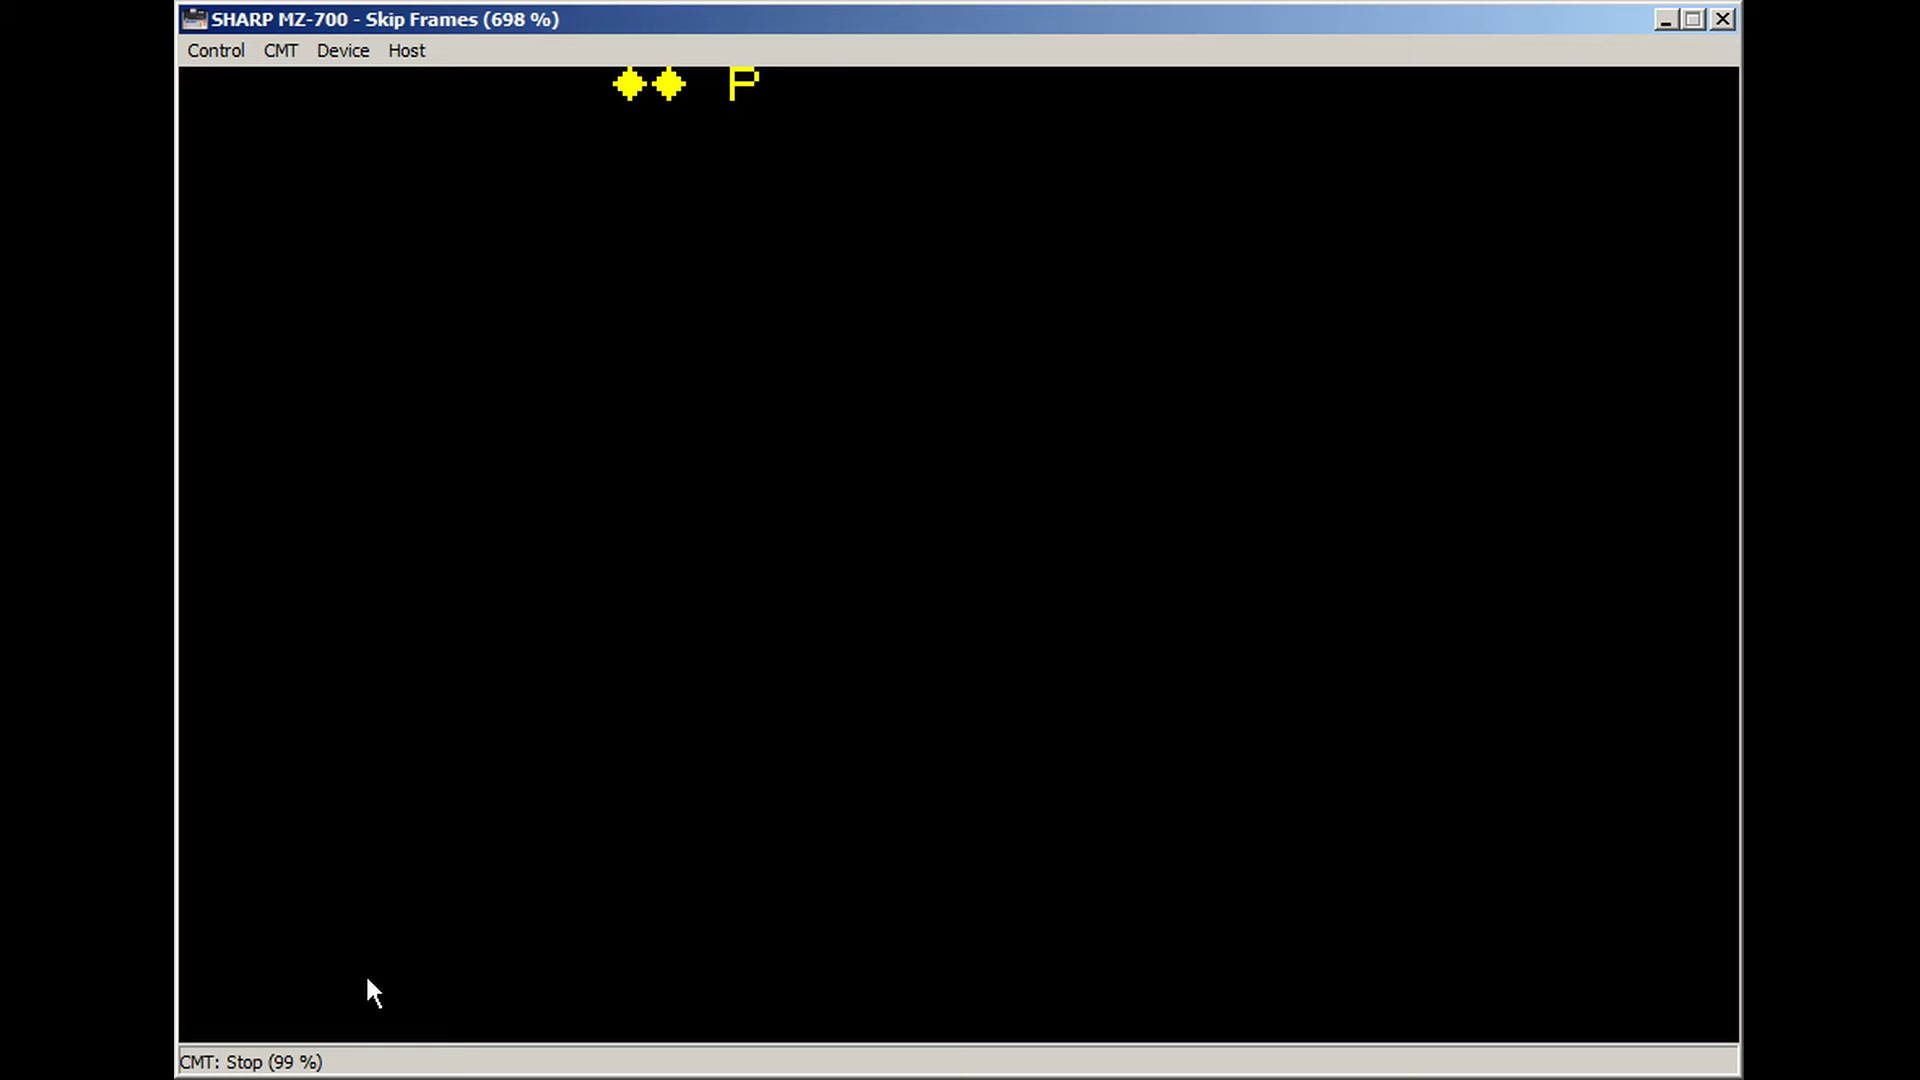 SHARP MZ-700 - Skip Frames (698 %)
Control CMT Device Host
♦♦ P
CMT: Stop (99 %)